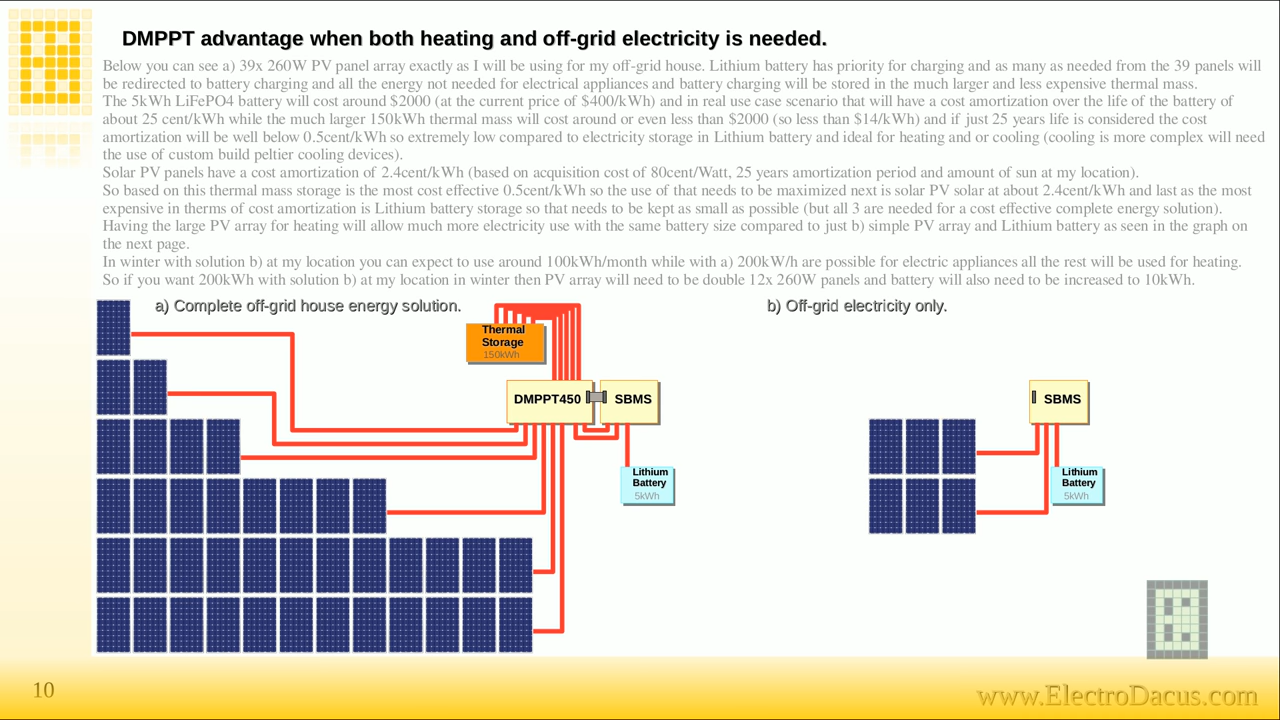 DMPPT advantage when both heating and off-grid electricity is needed.
Below you can see a) 39x 260W PV panel array exactly as I will be using for my off-grid house. Lithium battery has priority for charging and as many as needed from the 39 panels will
be redirected to battery charging and all the energy not needed for electrical appliances and battery charging will be stored in the much larger and less expensive thermal mass.
The 5kWh LiFePO4 battery will cost around $2000 (at the current price of $400/kWh) and in real use case scenario that will have a cost amortization over the life of the battery of
about 25 cent/kWh while the much larger 150kWh thermal mass will cost around or even less than $2000 (so less than $14/kWh) and if just 25 years life is considered the cost
amortization will be well below 0.5cent/kWh so extremely low compared to electricity storage in Lithium battery and ideal for heating and or cooling (cooling is more complex will need
the use of custom build peltier cooling devices).
Solar PV panels have a cost amortization of 2.4cent/kWh (based on acquisition cost of 80cent/Watt, 25 years amortization period and amount of sun at my location).
So based on this thermal mass storage is the most cost effective 0.5cent/kWh so the use of that needs to be maximized next is solar PV solar at about 2.4cent/kWh and last as the most
expensive in therms of cost amortization is Lithium battery storage so that needs to be kept as small as possible (but all 3 are needed for a cost effective complete energy solution).
Having the large PV array for heating will allow much more electricity use with the same battery size compared to just b) simple PV array and Lithium battery as seen in the graph on
the next page.
In winter with solution b) at my location you can expect to use around 100kWh/month while with a) 200kW/h are possible for electric appliances all the rest will be used for heating.
So if you want 200kWh with solution b) at my location in winter then PV array will need to be double 12x 260W panels and battery will also need to be increased to 10kWh.
a) Complete off-grid house energy solution.
b) Off-grid electricity only.
Thermal
Storage
150kWh
DMPPT450
SBMS
SBMS
Lithium
Battery
5kWh
Lithium
Battery
5kWh
10
www.ElectroDacus.com